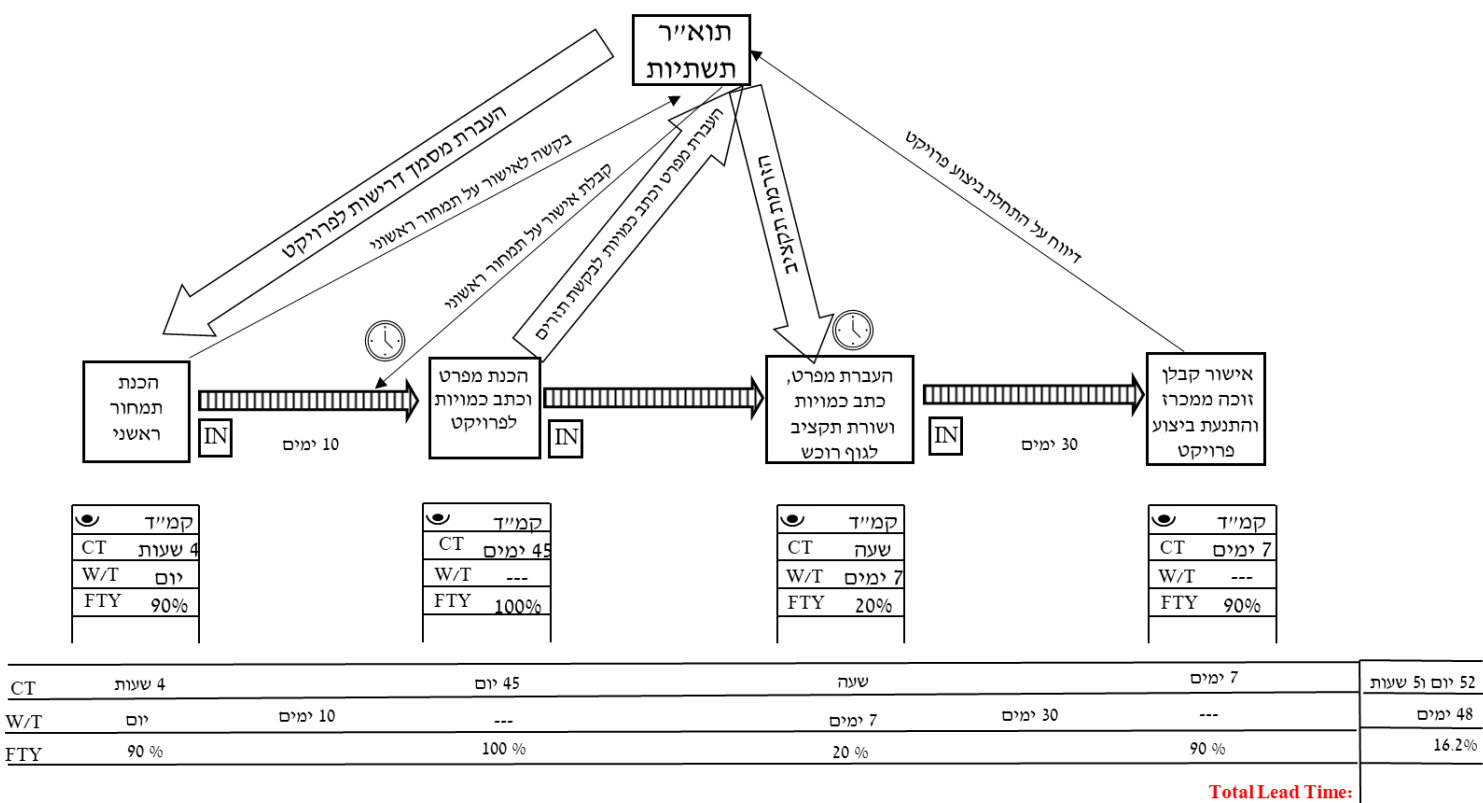 תוא״ר
תשתיות
העברת מסמך דרישות לפרויקט
בקשה לאישור על תמחור ראשוני
קבלת אישור על תמחור ראשוני
העברת מפרט וכתב כמויות לבקשת תזרים
הזרמת תקציב
דיווח על התחלת ביצוע פרויקט
הכנת
תמחור
ראשני
IN
10 ימים
הכנת מפרט
וכתב כמויות
לפרויקט
IN
העברת מפרט,
כתב כמויות
ושורת תקציב
לגוף רוכש
IN
30 ימים
אישור קבלן
זוכה ממכרז
והתנעת ביצוע
פרויקט
קמ״ד
CT 4 שעות
W/T יום
FTY 90%
קמ״ד
CT 45 ימים
W/T ---
FTY 100%
קמ״ד
CT שעה
W/T 7 ימים
FTY 20%
קמ״ד
CT 7 ימים
W/T ---
FTY 90%
CT 4 שעות 45 יום שעה 7 ימים 52 יום ו5 שעות
W/T יום 10 ימים --- 7 ימים 30 ימים --- 48 ימים
FTY 90 % 100 % 20 % 90 % 16.2%
Total Lead Time: